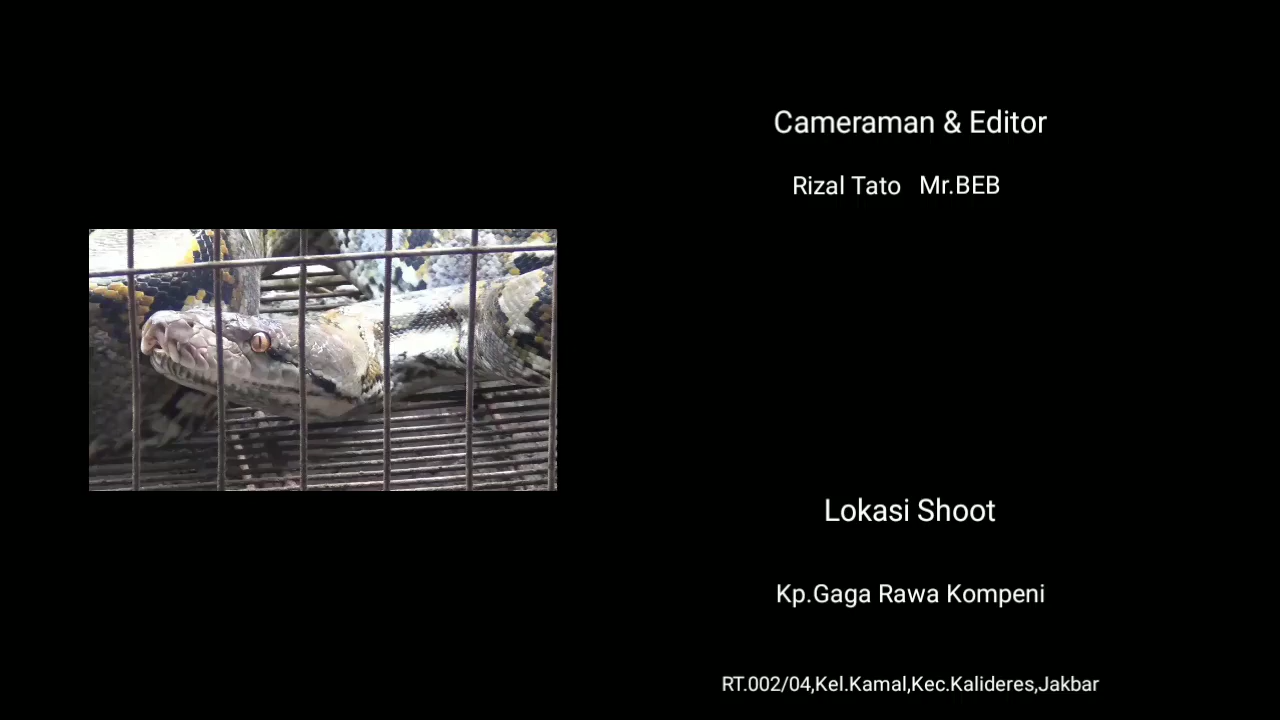 Cameraman & Editor
Rizal Tato Mr.BEB
Lokasi Shoot
Kp.Gaga Rawa Kompeni
RT.002/04,Kel.Kamal,Kec.Kalideres,Jakbar